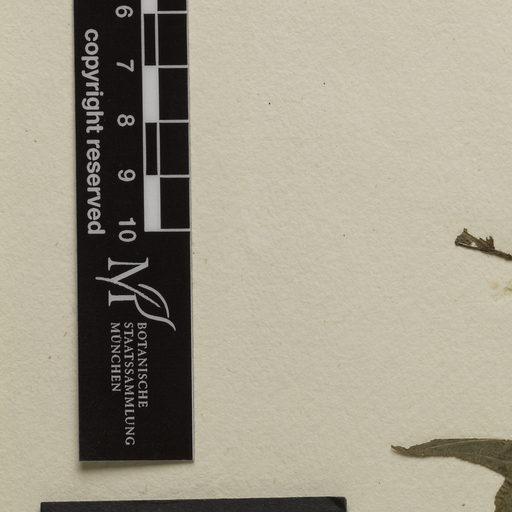 6
7
8
9
10
copyright reserved
M
BOTANISCHE
STAATSSAMMLUNG
MÜNCHEN